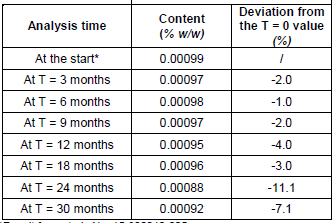 Analysis time Content (% w/w) Deviation from the T = 0 value (%)
At the start* 0.00099 /
At T = 3 months 0.00097 -2.0
At T = 6 months 0.00098 -1.0
At T = 9 months 0.00097 -2.0
At T = 12 months 0.00095 -4.0
At T = 18 months 0.00096 -3.0
At T = 24 months 0.00088 -11.1
At T = 30 months 0.00092 -7.1